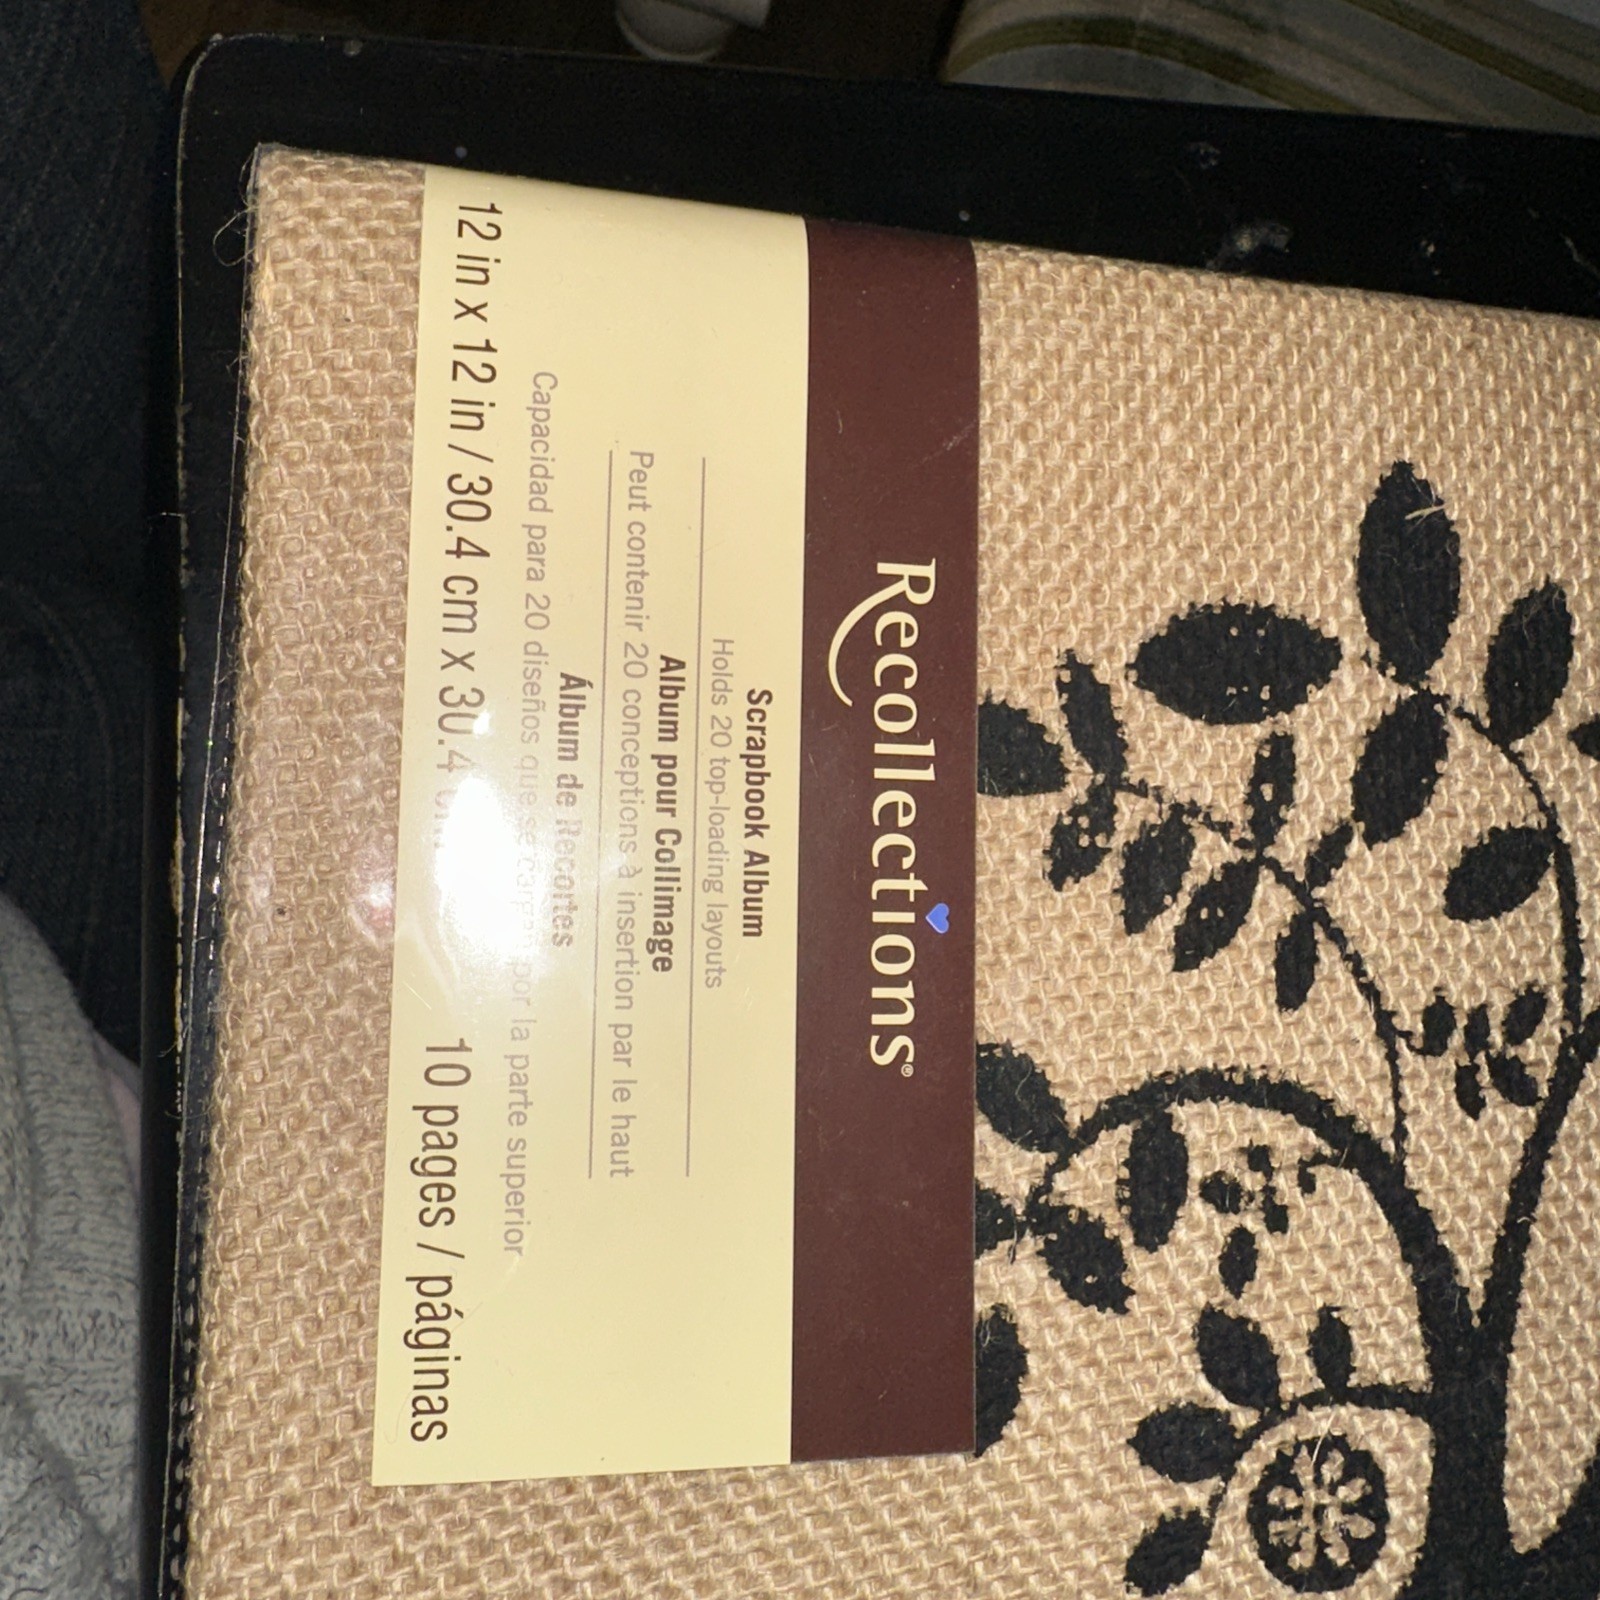 Recollections®
Scrapbook Album
Holds 20 top-loading layouts
Album pour Collimage
Peut contenir 20 conceptions à insertion par le haut
Álbum de Recortes
Capacidad para 20 diseños que se cargan por la parte superior
12 in x 12 in / 30.4 cm x 30.4 cm 10 pages / páginas